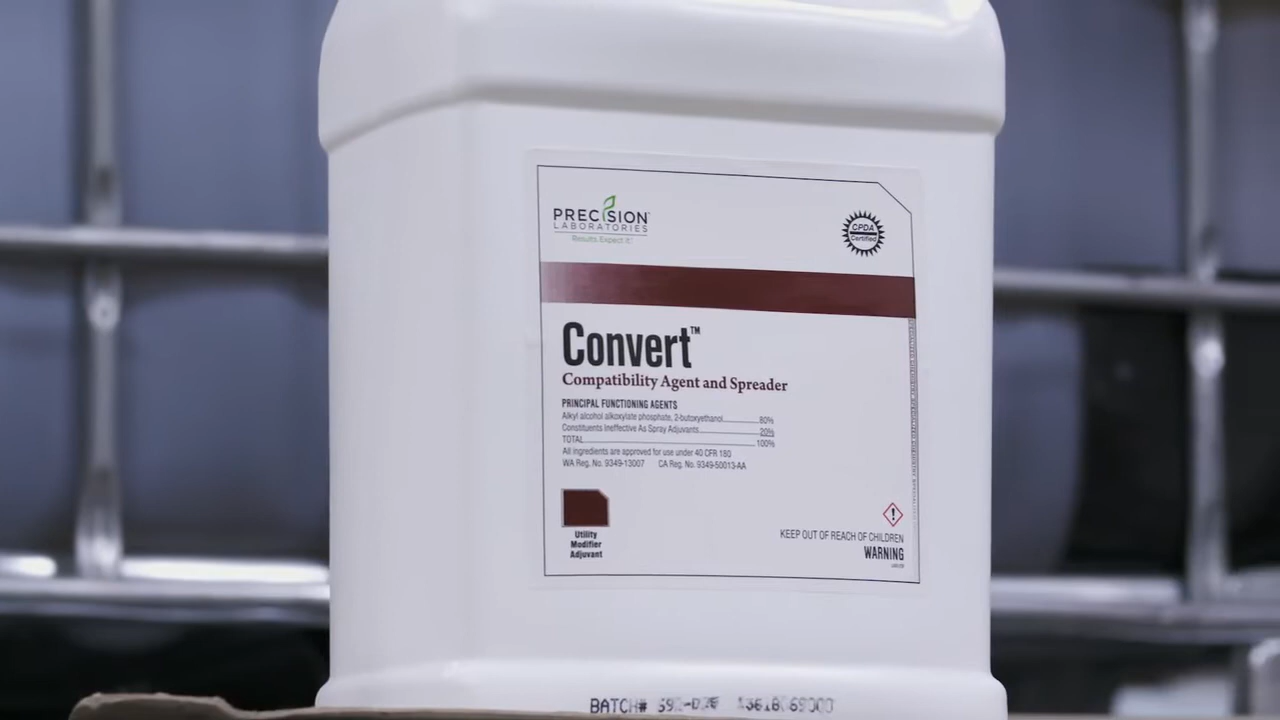 PRECISION
LABORATORIES
Results Expect It!
CPDA
Certified
Convert™
Compatibility Agent and Spreader
PRINCIPAL FUNCTIONING AGENTS
Alkyl alcohol alkoxylate phosphate, 2-butoxyethanol 80%
Constituents Ineffective As Spray Adjuvants 20%
TOTAL 100%
All ingredients are approved for use under 40 CFR 180
WA Reg. No. 9349-13007 CA Reg. No. 9349-50013-AA
Utility
Modifier
Adjuvant
!
KEEP OUT OF REACH OF CHILDREN
WARNING
BATCH#